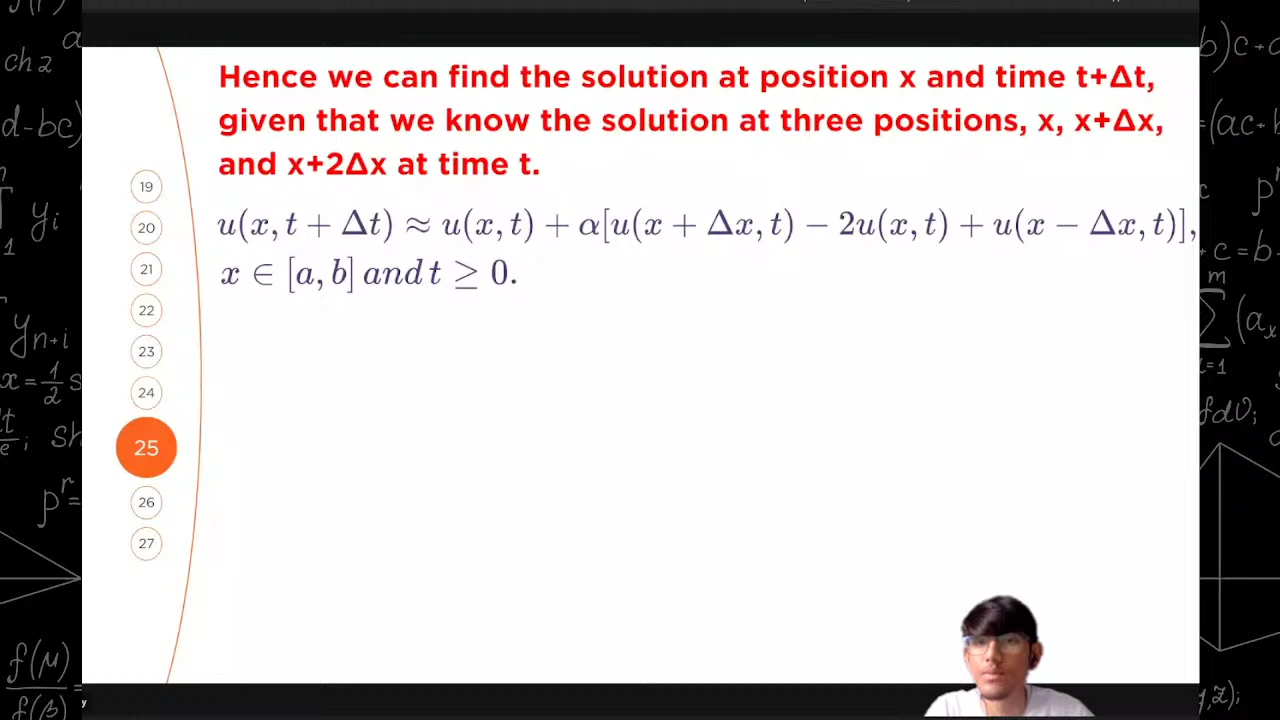 Hence we can find the solution at position x and time t+Δt,
given that we know the solution at three positions, x, x+Δx,
and x+2Δx at time t.
u(x, t + Δt) ≈ u(x, t) + α[u(x + Δx, t) − 2u(x, t) + u(x − Δx, t)],
x ∈ [a, b] and t ≥ 0.
19
20
21
22
23
24
25
26
27